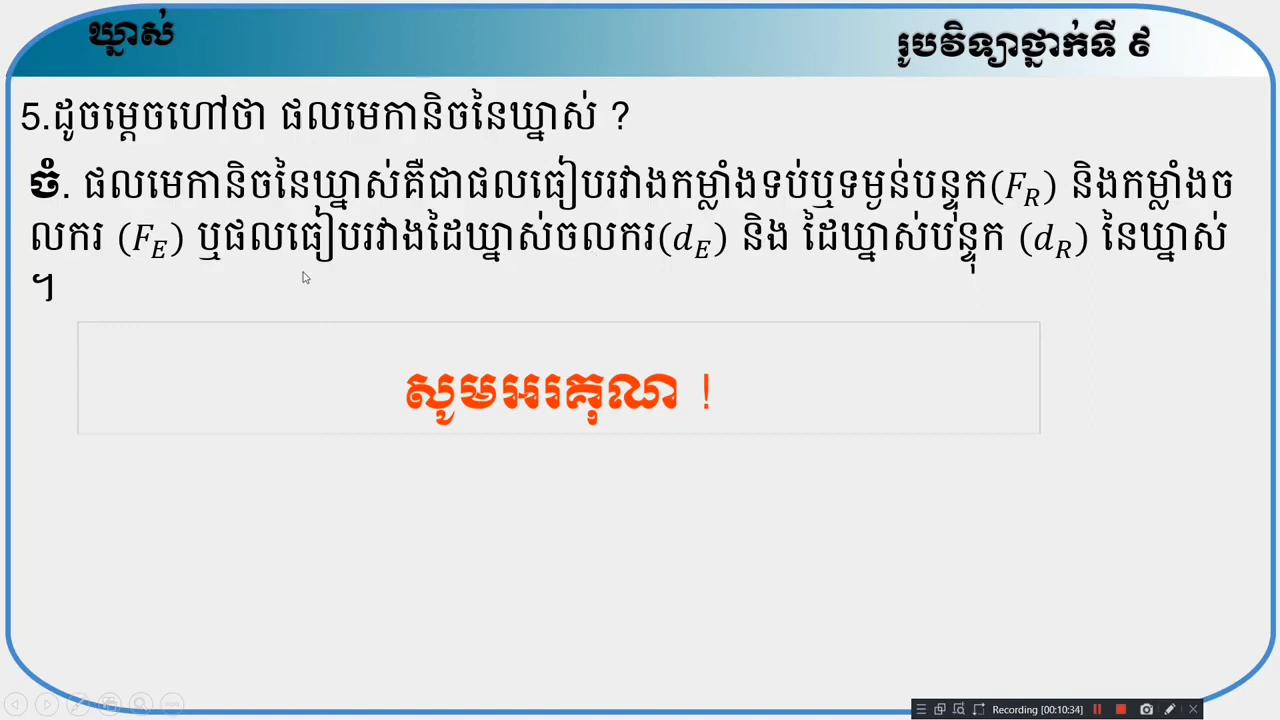 ឃ្នាស់
រូបវិទ្យាថ្នាក់ទី ៩
5.ដូចម្តេចហៅថា ផលមេកានិចនៃឃ្នាស់ ?
ចំ. ផលមេកានិចនៃឃ្នាស់គឺជាផលធៀបរវាងកម្លាំងទប់ឬទម្ងន់បន្ទុក(F_R) និងកម្លាំងច
លករ (F_E) ឬផលធៀបរវាងដៃឃ្នាស់ចលករ(d_E) និង ដៃឃ្នាស់បន្ទុក (d_R) នៃឃ្នាស់
។
សូមអរគុណ !
Recording [00:10:34]